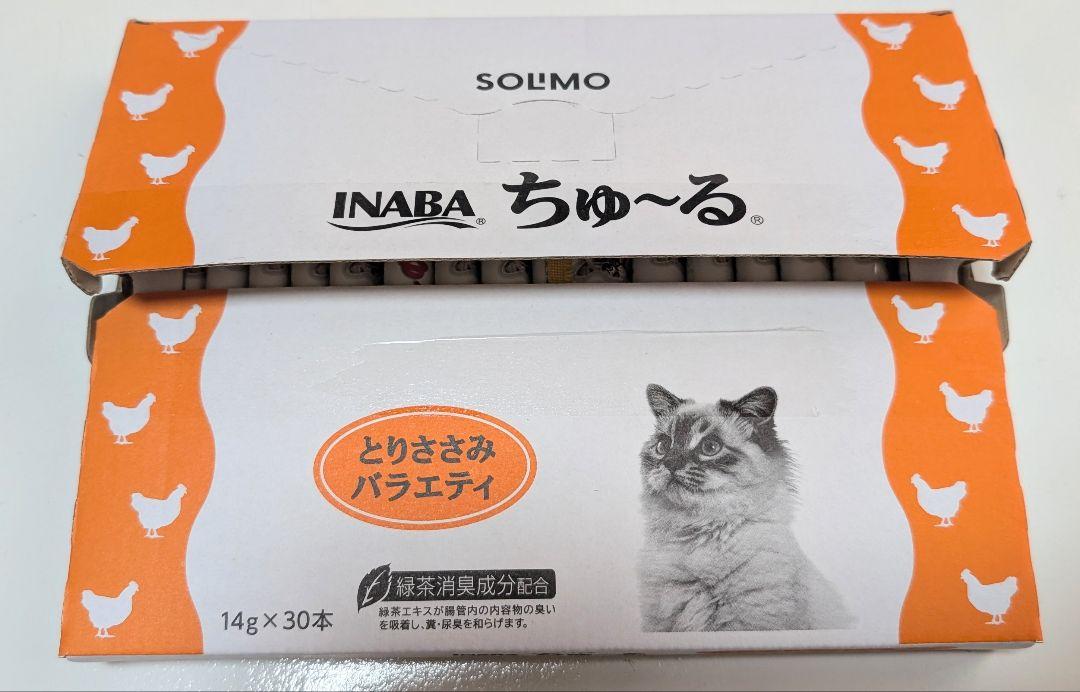 SOLIMO
INABA® ちゅ～る®
とりささみ
バラエティ
緑茶消臭成分配合
緑茶エキスが腸管内の内容物の臭い
を吸着し、糞・尿臭を和らげます。
14g×30本